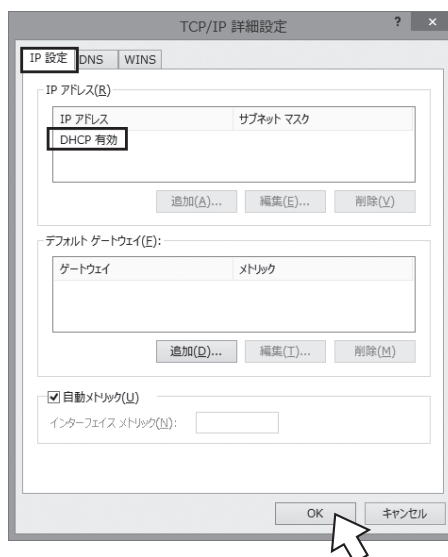 TCP/IP 詳細設定 ? ×
IP 設定 DNS WINS
IP アドレス(R)
IP アドレス サブネット マスク
DHCP 有効
追加(A)... 編集(E)... 削除(V)
デフォルト ゲートウェイ(F):
ゲートウェイ メトリック
追加(D)... 編集(T)... 削除(M)
自動メトリック(U)
インターフェイス メトリック(N):
OK キャンセル